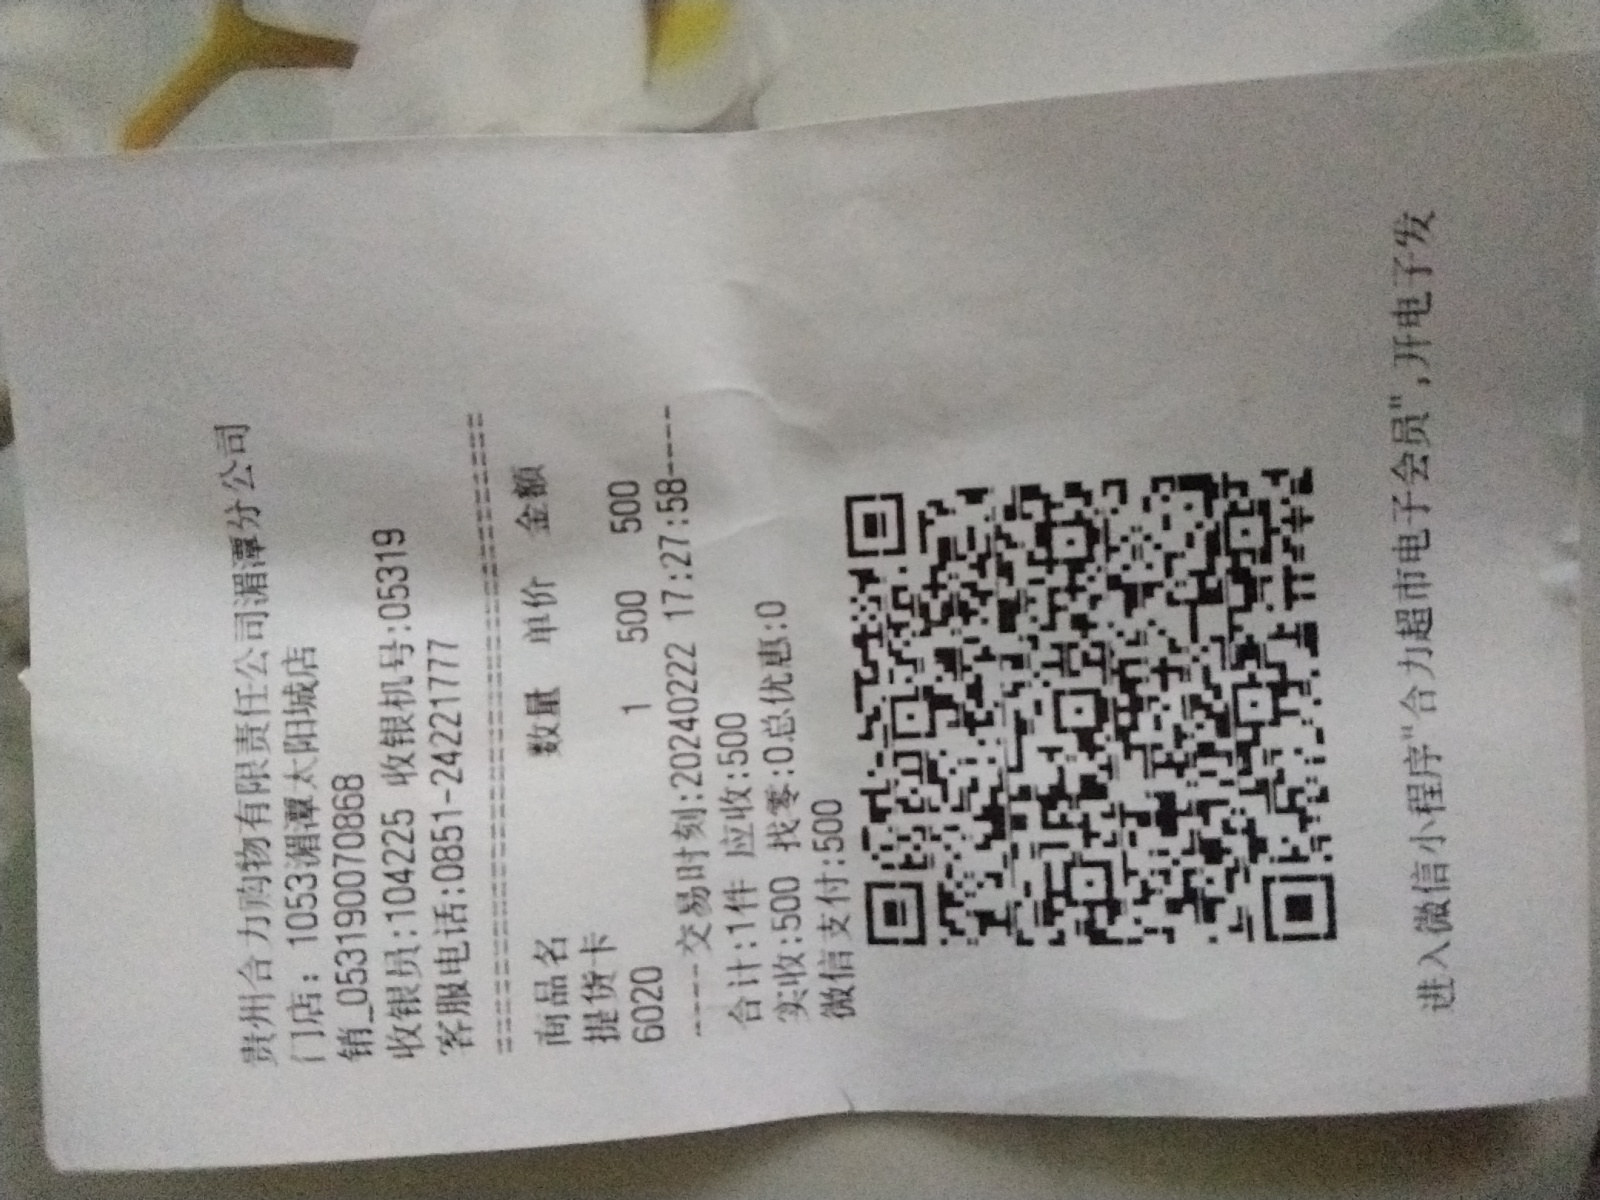 贵州合力购物有限责任公司湄潭分公司
门店: 1053湄潭太阳城店
销_053190070868
收银员:104225 收银机号:05319
客服电话:0851-24221777
==========================================
商品名 数量 单价 金额
提货卡
6020 1 500 500
----交易时刻:20240222 17:27:58----
合计:1件 应收:500
实收:500 找零:0总优惠:0
微信支付:500
进入微信小程序"合力超市电子会员",开电子发